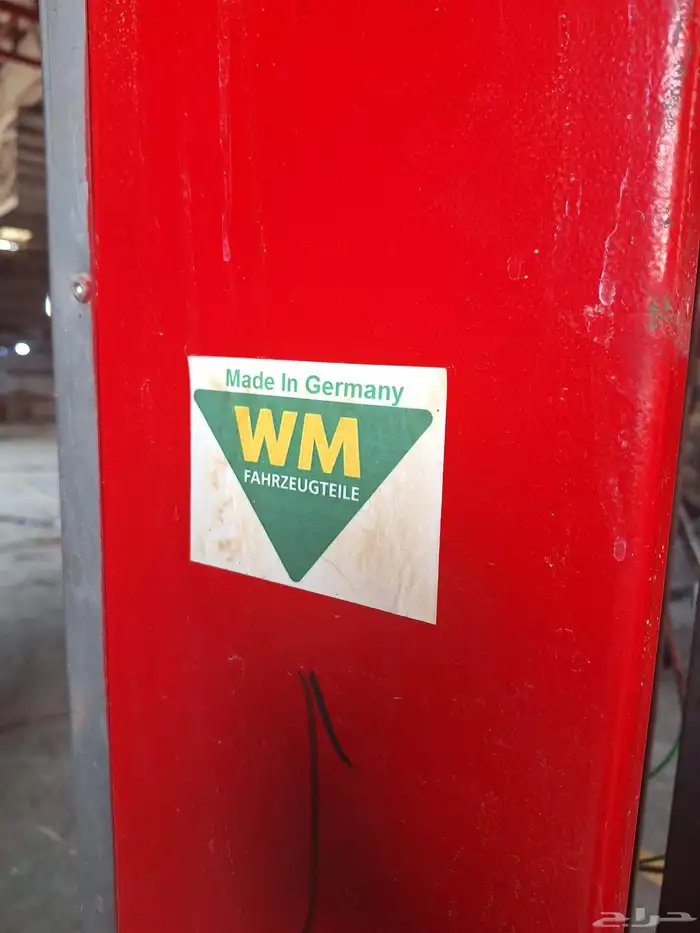 Made In Germany
WM
FAHRZEUGTEILE
حراج